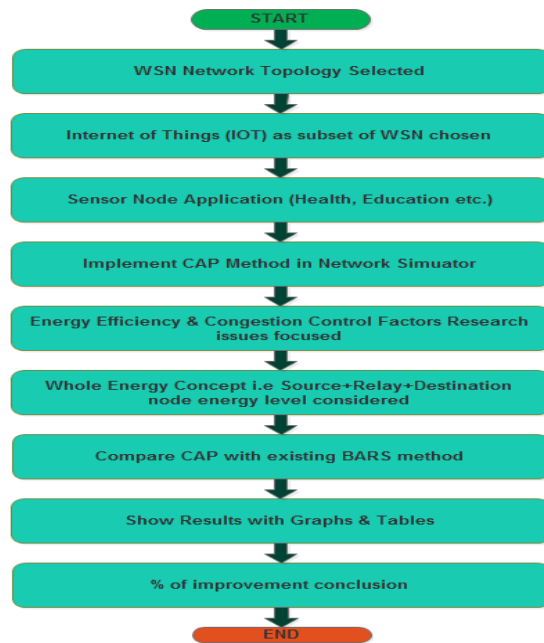 START
WSN Network Topology Selected
Internet of Things (IOT) as subset of WSN chosen
Sensor Node Application (Health, Education etc.)
Implement CAP Method in Network Simuator
Energy Efficiency & Congestion Control Factors Research
issues focused
Whole Energy Concept i.e Source+Relay+Destination
node energy level considered
Compare CAP with existing BARS method
Show Results with Graphs & Tables
% of improvement conclusion
END